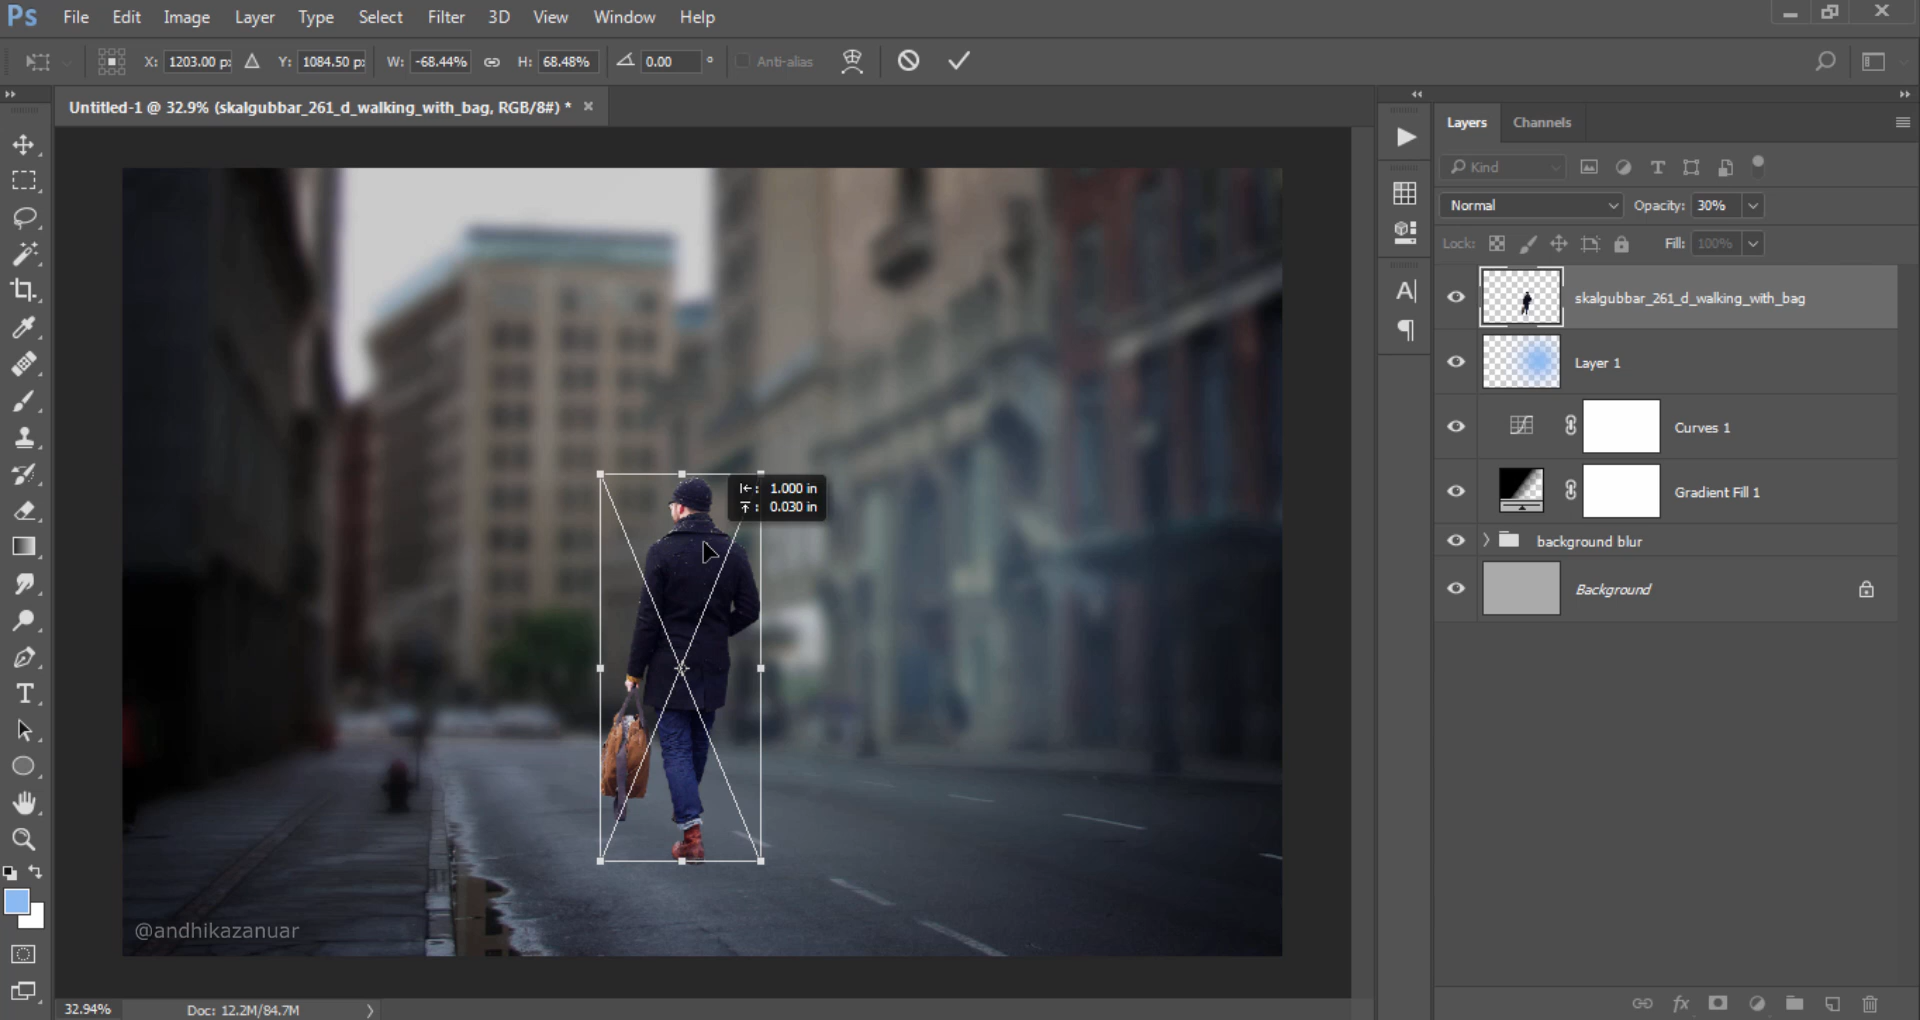 Ps File Edit Image Layer Type Select Filter 3D View Window Help
X: 1203.00 p: Y: 1084.50 p: W: -68.44% H: 68.48% 0.00 ° Anti-alias
Untitled-1 @ 32.9% (skalgubbar_261_d_walking_with_bag, RGB/8#) *
Layers Channels
Kind
Normal Opacity: 30%
Lock: Fill: 100%
skalgubbar_261_d_walking_with_bag
Layer 1
Curves 1
Gradient Fill 1
background blur
Background
1.000 in
0.030 in
@andhikazanuar
32.94% Doc: 12.2M/84.7M